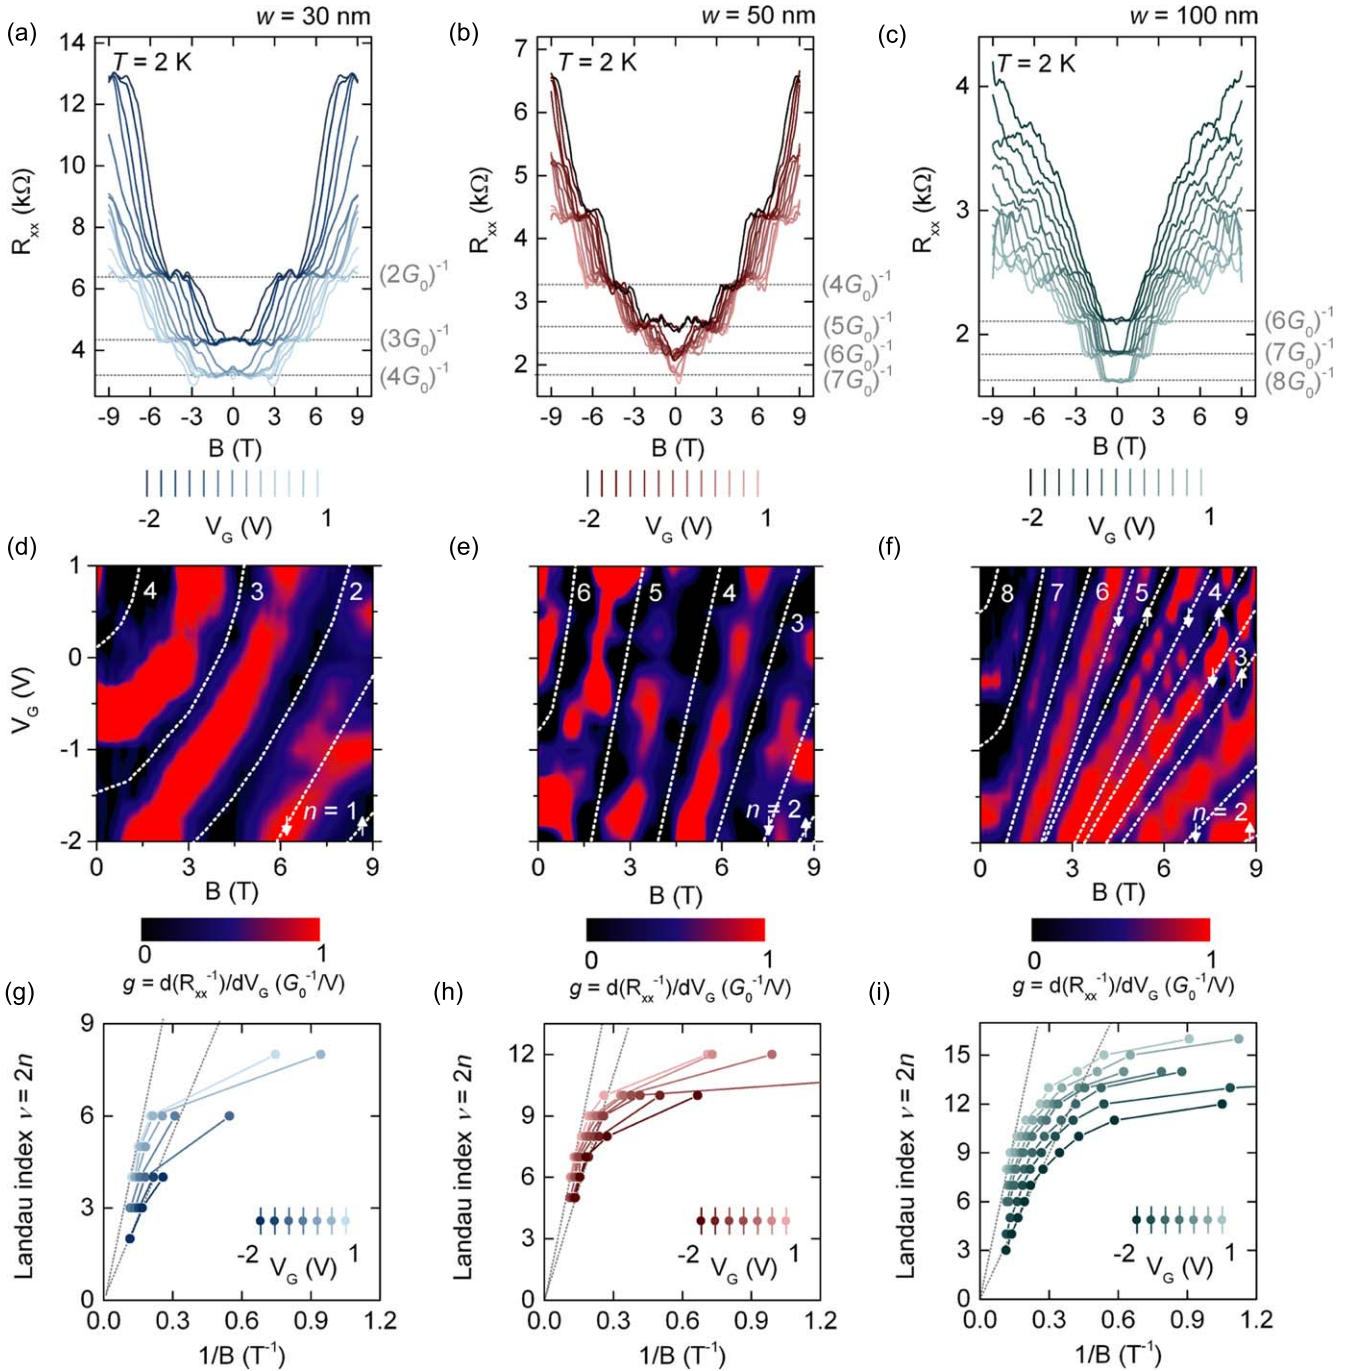 (a)
w = 30 nm
T = 2 K
R_xx (kΩ)
14
12
10
8
6
4
(2G_0)^-1
(3G_0)^-1
(4G_0)^-1
-9 -6 -3 0 3 6 9
B (T)
-2 1
V_G (V)
(b)
w = 50 nm
T = 2 K
R_xx (kΩ)
7
6
5
4
3
2
(4G_0)^-1
(5G_0)^-1
(6G_0)^-1
(7G_0)^-1
-9 -6 -3 0 3 6 9
B (T)
-2 1
V_G (V)
(c)
w = 100 nm
T = 2 K
R_xx (kΩ)
4
3
2
(6G_0)^-1
(7G_0)^-1
(8G_0)^-1
-9 -6 -3 0 3 6 9
B (T)
-2 1
V_G (V)
(d)
V_G (V)
1
0
-1
-2
4 3 2
n = 1
0 3 6 9
B (T)
0 1
g = d(R_xx^-1)/dV_G (G_0^-1/V)
(e)
6 5 4
3
n = 2
0 3 6 9
B (T)
0 1
g = d(R_xx^-1)/dV_G (G_0^-1/V)
(f)
8 7 6 5 4
3
n = 2
0 3 6 9
B (T)
0 1
g = d(R_xx^-1)/dV_G (G_0^-1/V)
(g)
Landau index ν = 2n
9
6
3
0
-2 1
V_G (V)
0.0 0.3 0.6 0.9 1.2
1/B (T^-1)
(h)
Landau index ν = 2n
12
9
6
3
0
-2 1
V_G (V)
0.0 0.3 0.6 0.9 1.2
1/B (T^-1)
(i)
Landau index ν = 2n
15
12
9
6
3
0
-2 1
V_G (V)
0.0 0.3 0.6 0.9 1.2
1/B (T^-1)